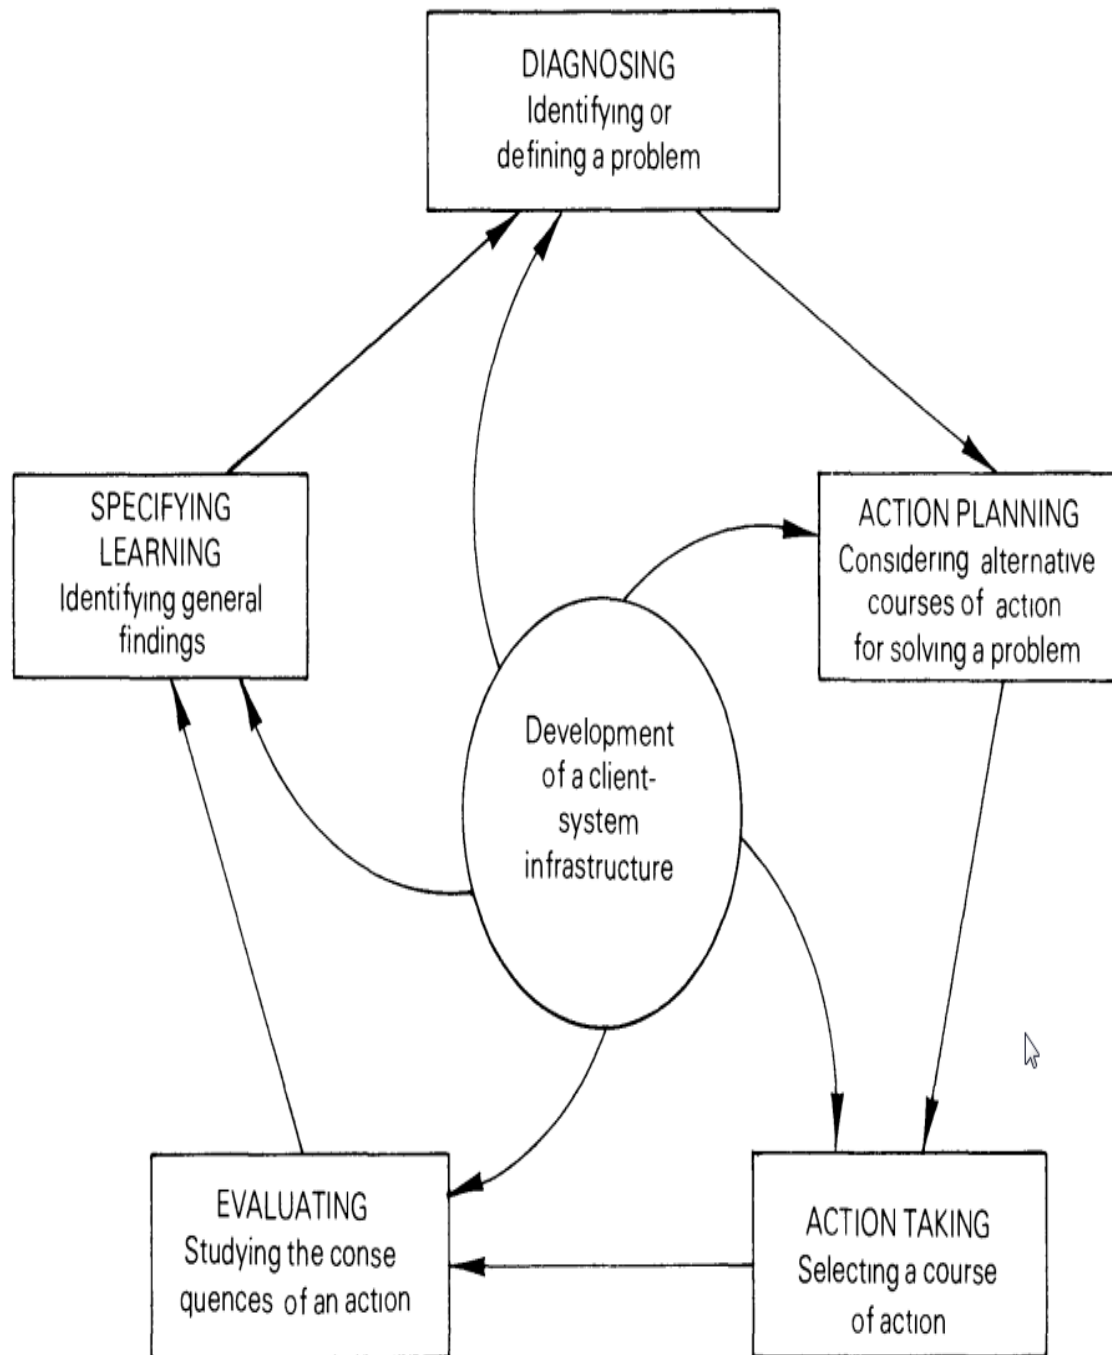 DIAGNOSING
Identifying or
defining a problem
SPECIFYING
LEARNING
Identifying general
findings
ACTION PLANNING
Considering alternative
courses of action
for solving a problem
Development
of a client-
system
infrastructure
EVALUATING
Studying the conse
quences of an action
ACTION TAKING
Selecting a course
of action